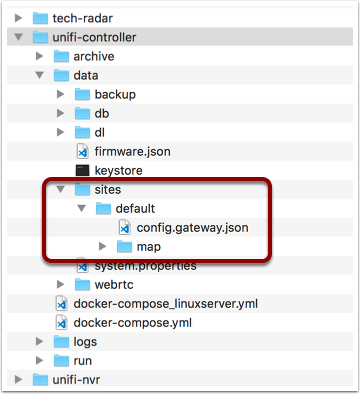 tech-radar
unifi-controller
archive
data
backup
db
dl
firmware.json
keystore
sites
default
config.gateway.json
map
system.properties
webrtc
docker-compose_linuxserver.yml
docker-compose.yml
logs
run
unifi-nvr